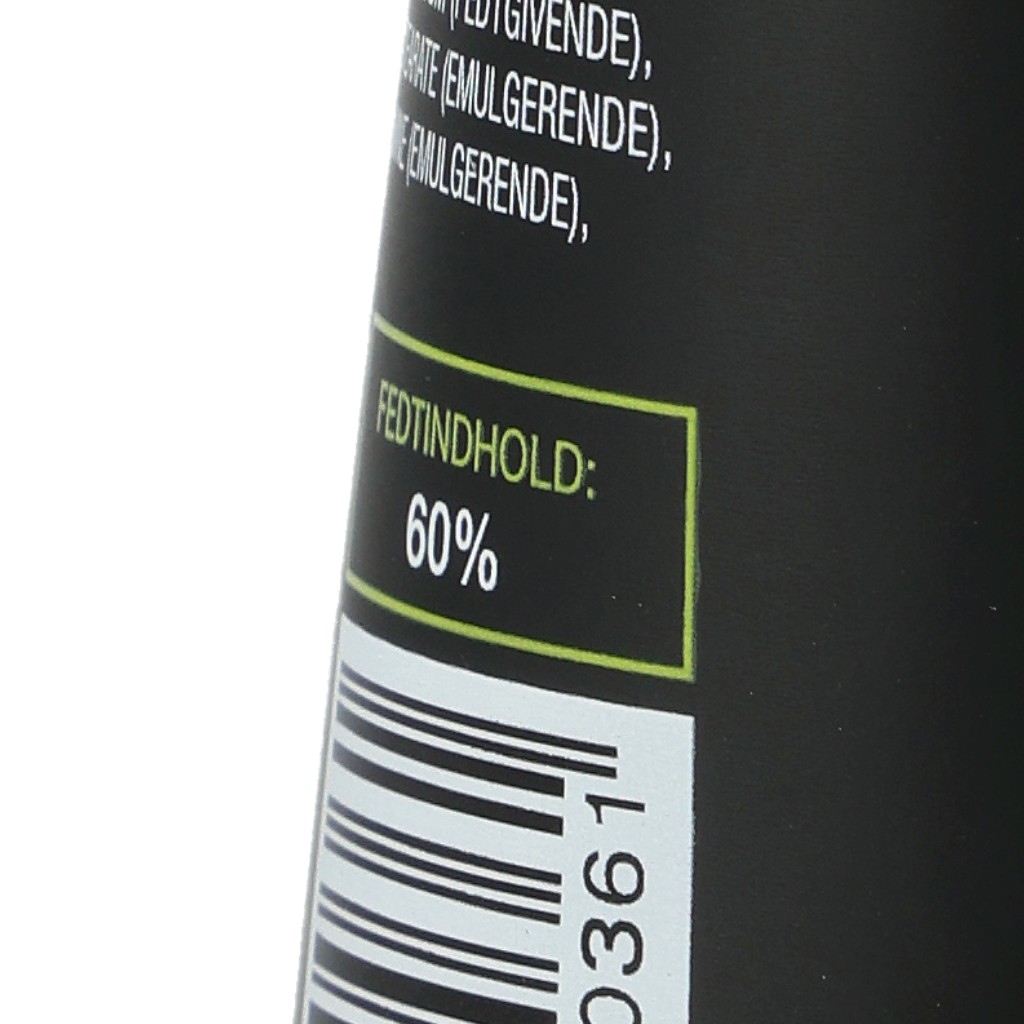 (FEDTGIVENDE),
(EMULGERENDE),
(EMULGERENDE),
FEDTINDHOLD:
60%
0361